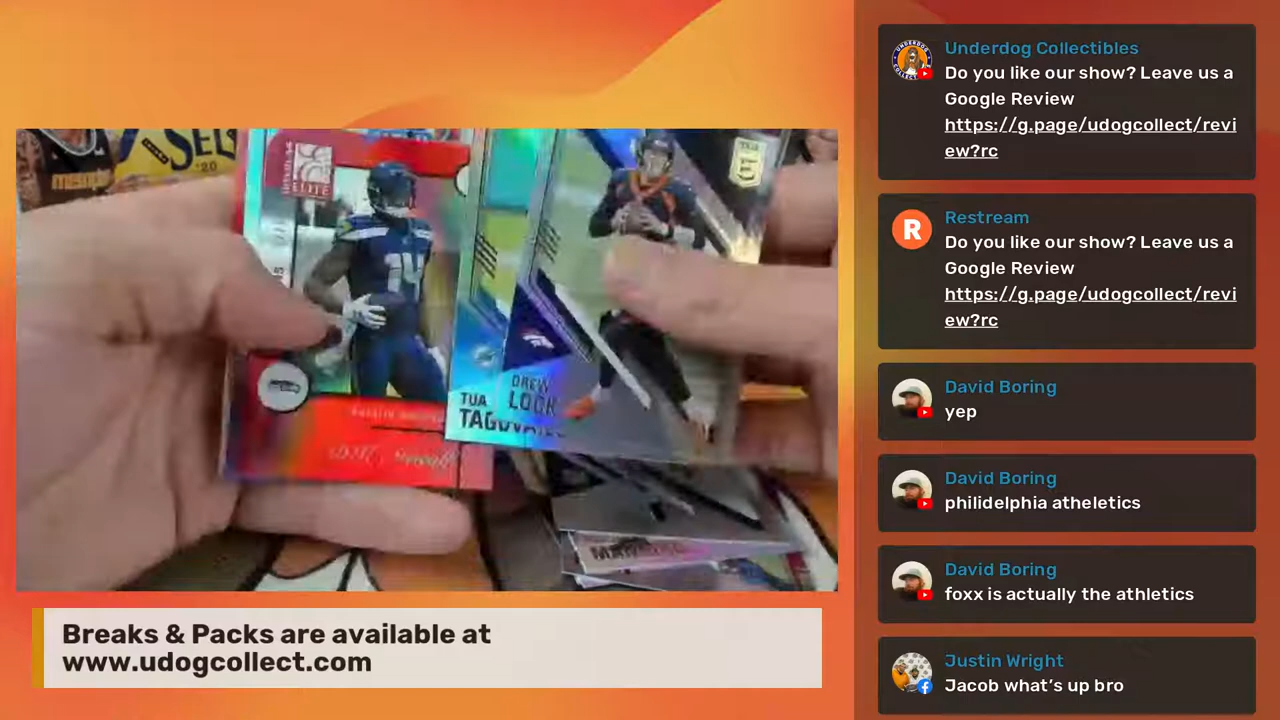 Underdog Collectibles
Do you like our show? Leave us a
Google Review
https://g.page/udogcollect/revi
ew?rc
Restream
Do you like our show? Leave us a
Google Review
https://g.page/udogcollect/revi
ew?rc
David Boring
yep
David Boring
philidelphia atheletics
David Boring
foxx is actually the athletics
Justin Wright
Jacob what's up bro
ELITE
14
TUA
DREW
LOCK
Breaks & Packs are available at
www.udogcollect.com